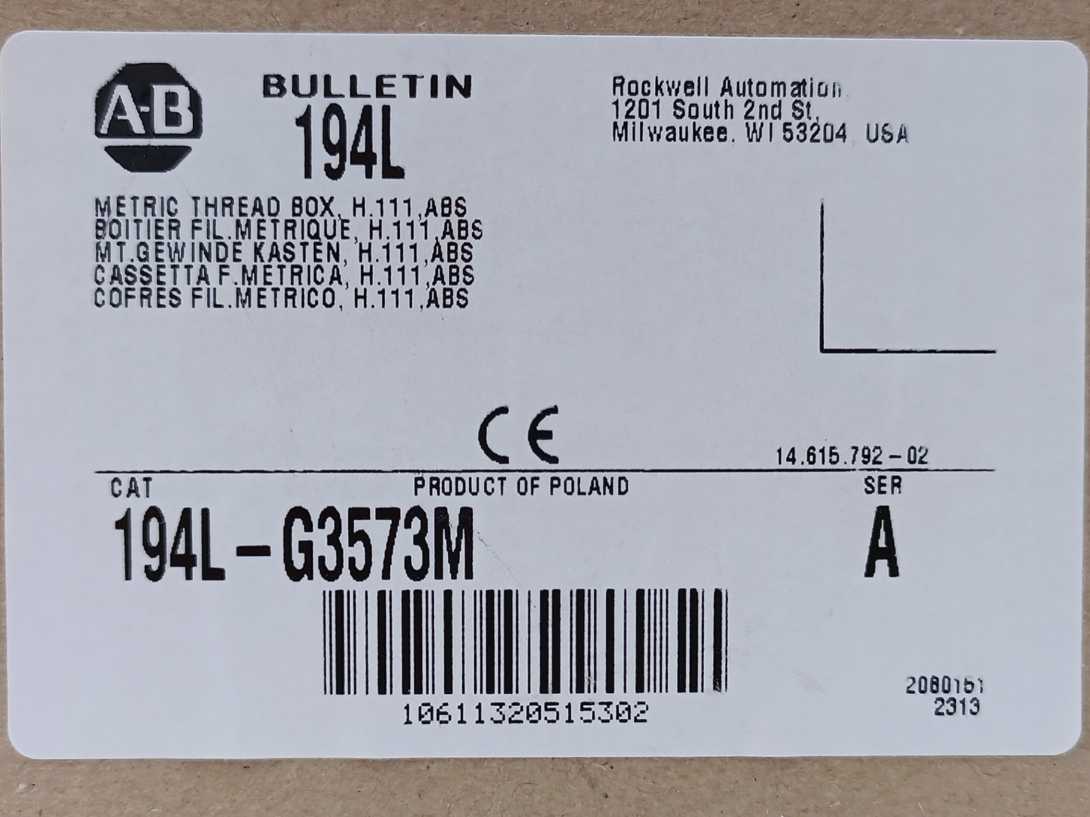 A-B
BULLETIN
194L
Rockwell Automation
1201 South 2nd St,
Milwaukee, WI 53204 USA
METRIC THREAD BOX, H.111,ABS
BOITIER FIL.METRIQUE, H.111,ABS
MT.GEWINDE KASTEN, H.111,ABS
CASSETTA F.METRICA, H.111,ABS
COFRES FIL.METRICO, H.111,ABS
CE
14.615.792-02
CAT PRODUCT OF POLAND SER
194L-G3573M A
10611320515302
2313